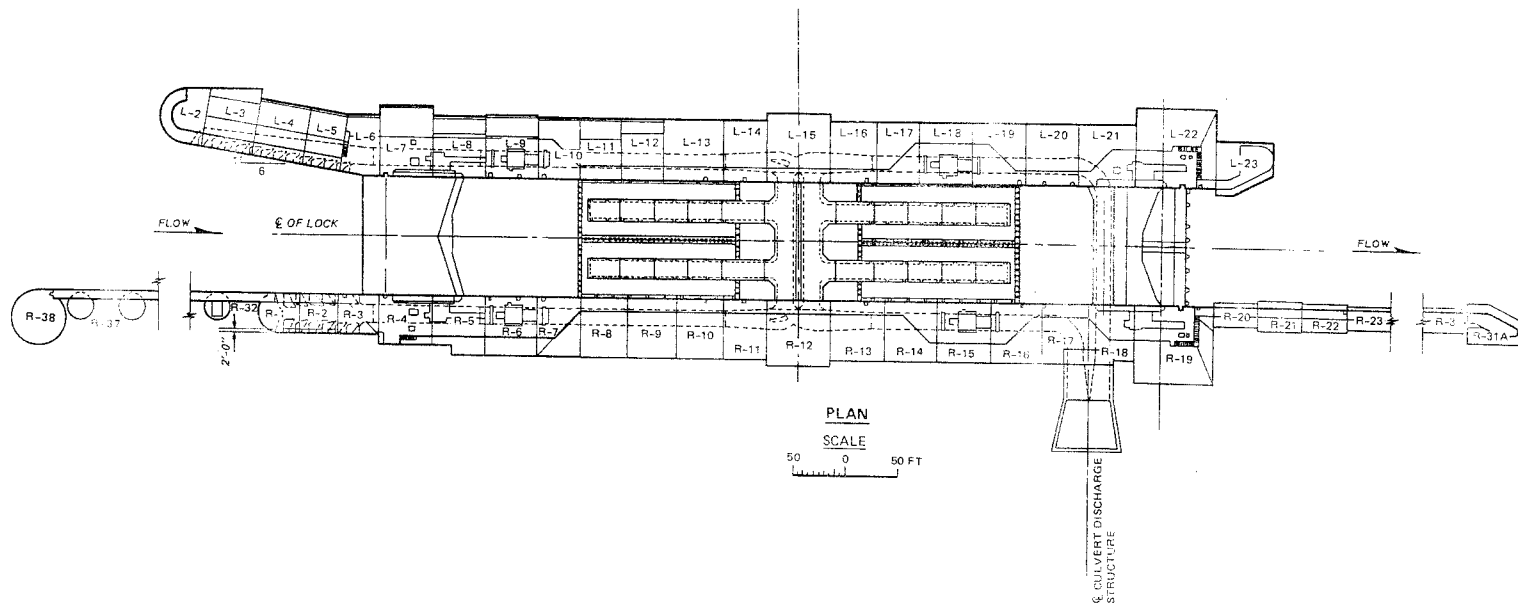 L-2
L-3
L-4
L-5
L-6
L-7
L-8
L-9
L-10
L-11
L-12
L-13
L-14
L-15
L-16
L-17
L-18
L-19
L-20
L-21
L-22
L-23
6
FLOW
℄ OF LOCK
FLOW
R-38
R-37
R-32
R-2
R-3
R-4
R-5
R-6
R-7
R-8
R-9
R-10
R-11
R-12
R-13
R-14
R-15
R-16
R-17
R-18
R-19
R-20
R-21
R-22
R-23
R-3
R-31A
2'-0"
PLAN
SCALE
50 0 50 FT
℄ CULVERT DISCHARGE
STRUCTURE